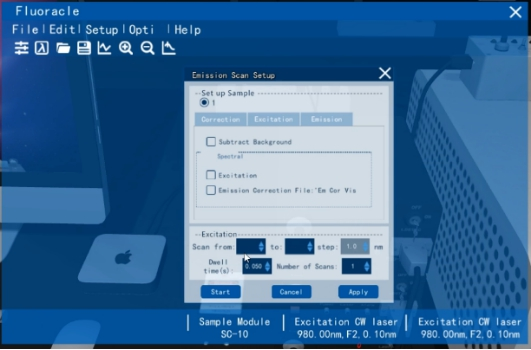 Fluoracle
File|Edit|Setup|Opti |Help
Emission Scan Setup
Set up Sample
1
Correction Excitation Emission
Subtract Background
Spectral
Excitation
Emission Correction File:'Em Cor Vis
Excitation
Scan from: to: step: 1.0 nm
Dwell
time(s): 0.050 Number of Scans: 1
Start Cancel Apply
Sample Module Excitation CW laser Excitation CW laser
SC-10 980.00nm,F2,0.10nm 980.00nm,F2,0.10nm